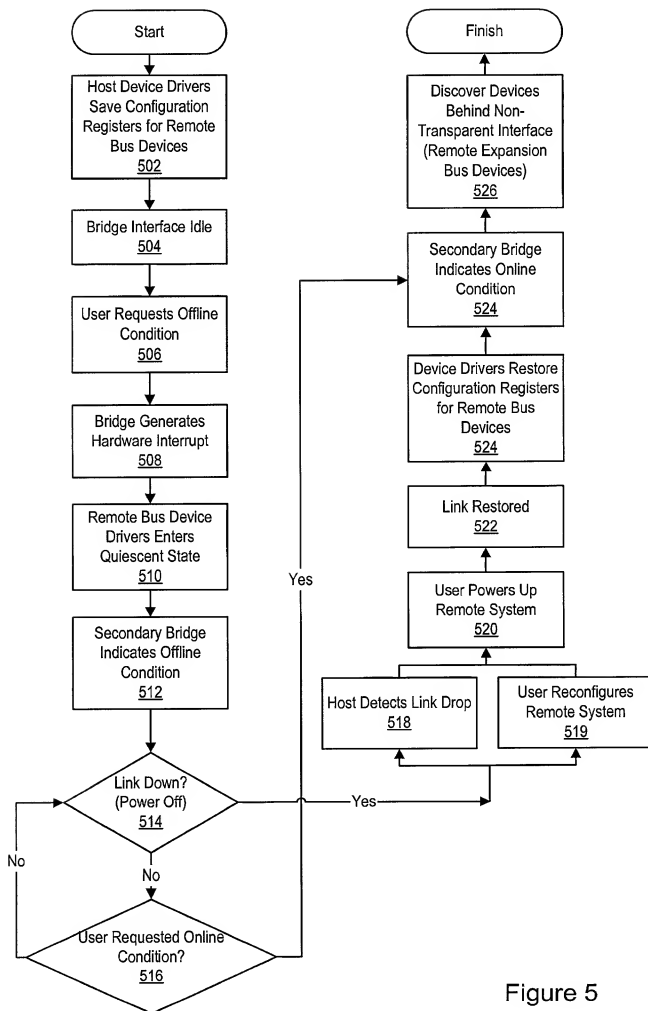 Start
Host Device Drivers
Save Configuration
Registers for Remote
Bus Devices
502
Bridge Interface Idle
504
User Requests Offline
Condition
506
Bridge Generates
Hardware Interrupt
508
Remote Bus Device
Drivers Enters
Quiescent State
510
Secondary Bridge
Indicates Offline
Condition
512
Link Down?
(Power Off)
514
Yes
No
No
User Requested Online
Condition?
516
Yes
Finish
Discover Devices
Behind Non-
Transparent Interface
(Remote Expansion
Bus Devices)
526
Secondary Bridge
Indicates Online
Condition
524
Device Drivers Restore
Configuration Registers
for Remote Bus
Devices
524
Link Restored
522
User Powers Up
Remote System
520
Host Detects Link Drop
518
User Reconfigures
Remote System
519
Figure 5